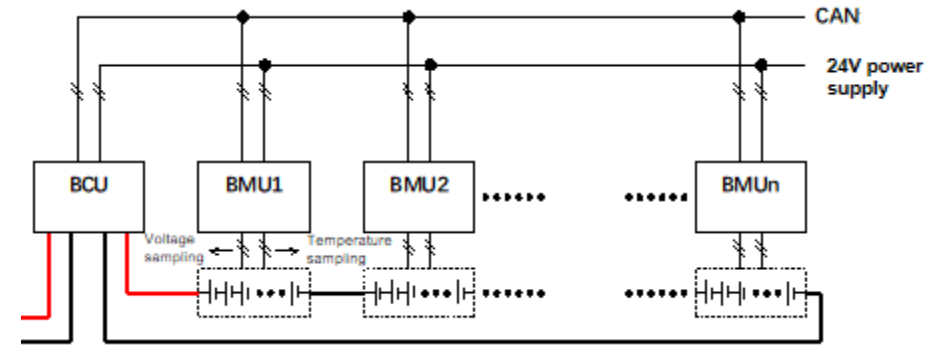 CAN
24V power
supply
BCU
BMU1
BMU2
BMUn
Voltage
sampling
Temperature
sampling